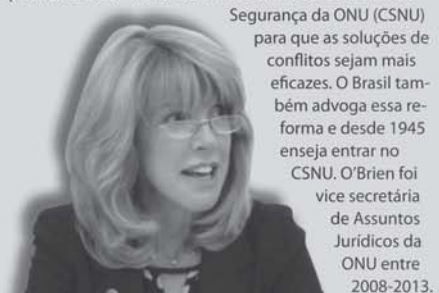 Segurança da ONU (CSNU)
para que as soluções de
conflitos sejam mais
eficazes. O Brasil tam-
bém advoga essa re-
forma e desde 1945
enseja entrar no
CSNU. O'Brien foi
vice secretária
de Assuntos
Jurídicos da
ONU entre
2008-2013.